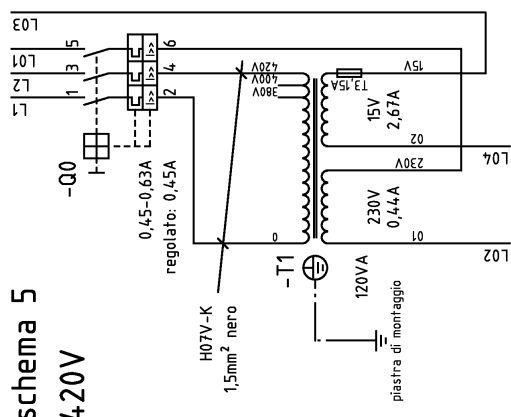 L03
L01
L2
L1
5
3
1
6
4
2
I>>
I>>
I>>
-Q0
0,45-0,63A
regolato: 0,45A
420V
400V
380V
0
T3,15A
15V
15V
2,67A
02
L04
230V
230V
0,44A
01
L02
-T1
120VA
H07V-K
1,5mm² nero
piastra di montaggio
schema 5
420V